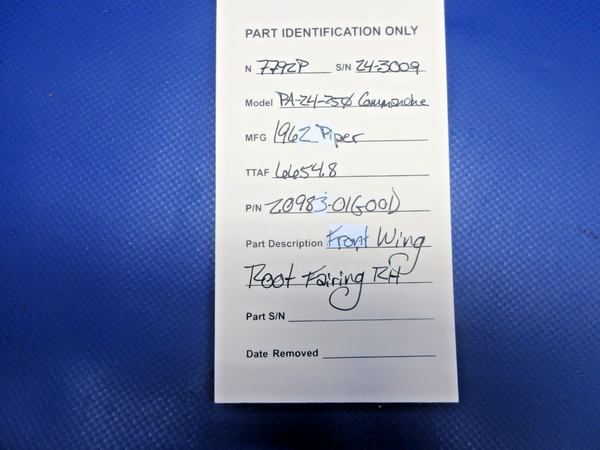 PART IDENTIFICATION ONLY
N 7792P S/N 24-3009
Model PA-24-250 Commanche
MFG 1962 Piper
TTAF 6654.8
P/N 20983-01(GOOD)
Part Description Front Wing
Root Fairing RH
Part S/N
Date Removed